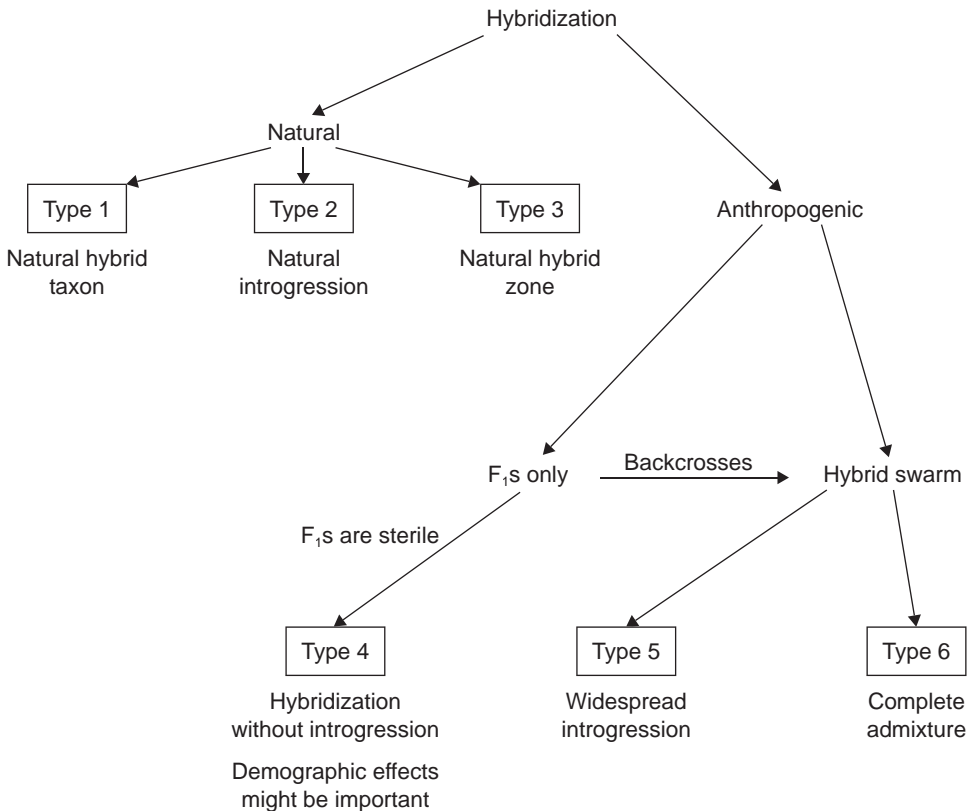 Hybridization
Natural
Type 1
Type 2
Type 3
Anthropogenic
Natural hybrid
taxon
Natural
introgression
Natural hybrid
zone
F₁s only
Backcrosses
Hybrid swarm
F₁s are sterile
Type 4
Type 5
Type 6
Hybridization
without introgression
Widespread
introgression
Complete
admixture
Demographic effects
might be important